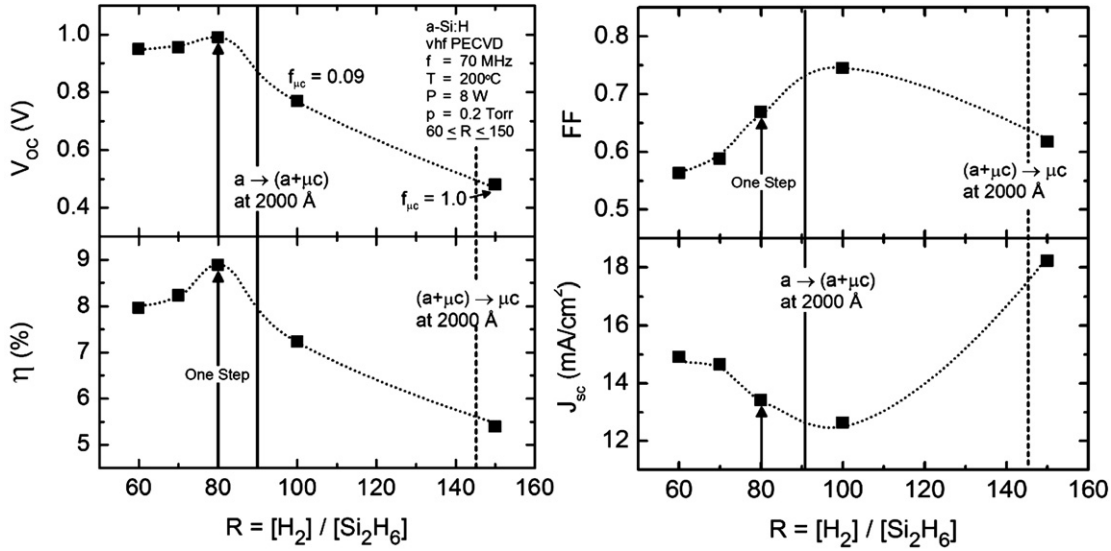 1.0
0.8
0.6
0.4
V_OC (V)
a-Si:H
vhf PECVD
f = 70 MHz
T = 200ºC
P = 8 W
p = 0.2 Torr
60 ≤ R ≤ 150
f_μc = 0.09
a → (a+μc)
at 2000 Å
f_μc = 1.0
9
8
7
6
5
η (%)
(a+μc) → μc
at 2000 Å
One Step
60 80 100 120 140 160
R = [H₂] / [Si₂H₆]
0.8
0.7
0.6
0.5
FF
One Step
(a+μc) → μc
at 2000 Å
18
16
14
12
J_sc (mA/cm²)
a → (a+μc)
at 2000 Å
60 80 100 120 140 160
R = [H₂] / [Si₂H₆]